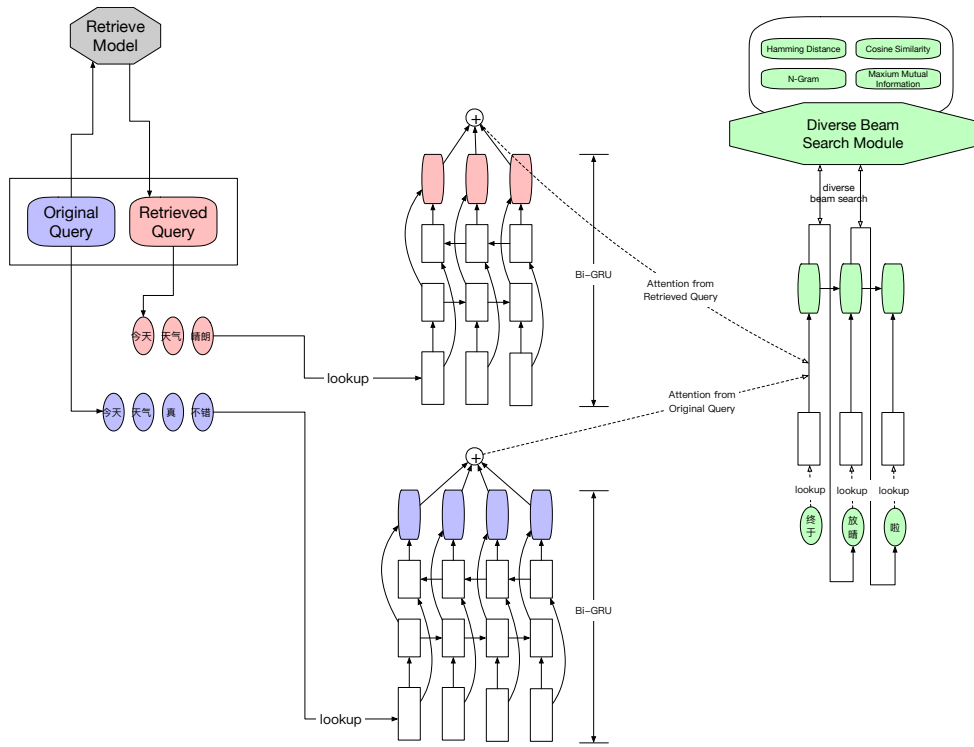 Retrieve
Model
Original
Query
Retrieved
Query
今天
天气
晴朗
lookup
今天
天气
真
不错
lookup
Bi-GRU
Bi-GRU
Attention from
Retrieved Query
Attention from
Original Query
Hamming Distance
Cosine Similarity
N-Gram
Maxium Mutual
Information
Diverse Beam
Search Module
diverse
beam search
lookup
lookup
lookup
终
于
放
晴
啦